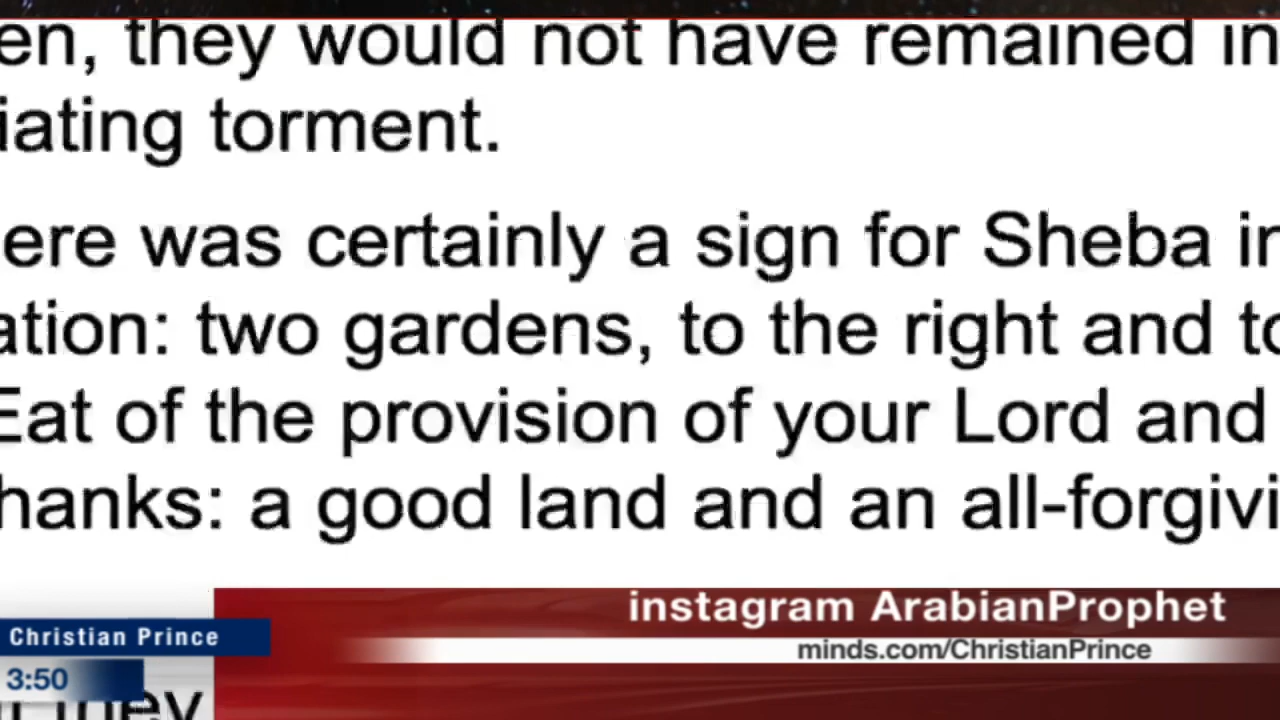 en, they would not have remained in
iating torment.
ere was certainly a sign for Sheba in
ation: two gardens, to the right and to
Eat of the provision of your Lord and
hanks: a good land and an all-forgivi
instagram ArabianProphet
Christian Prince
minds.com/ChristianPrince
3:50
they